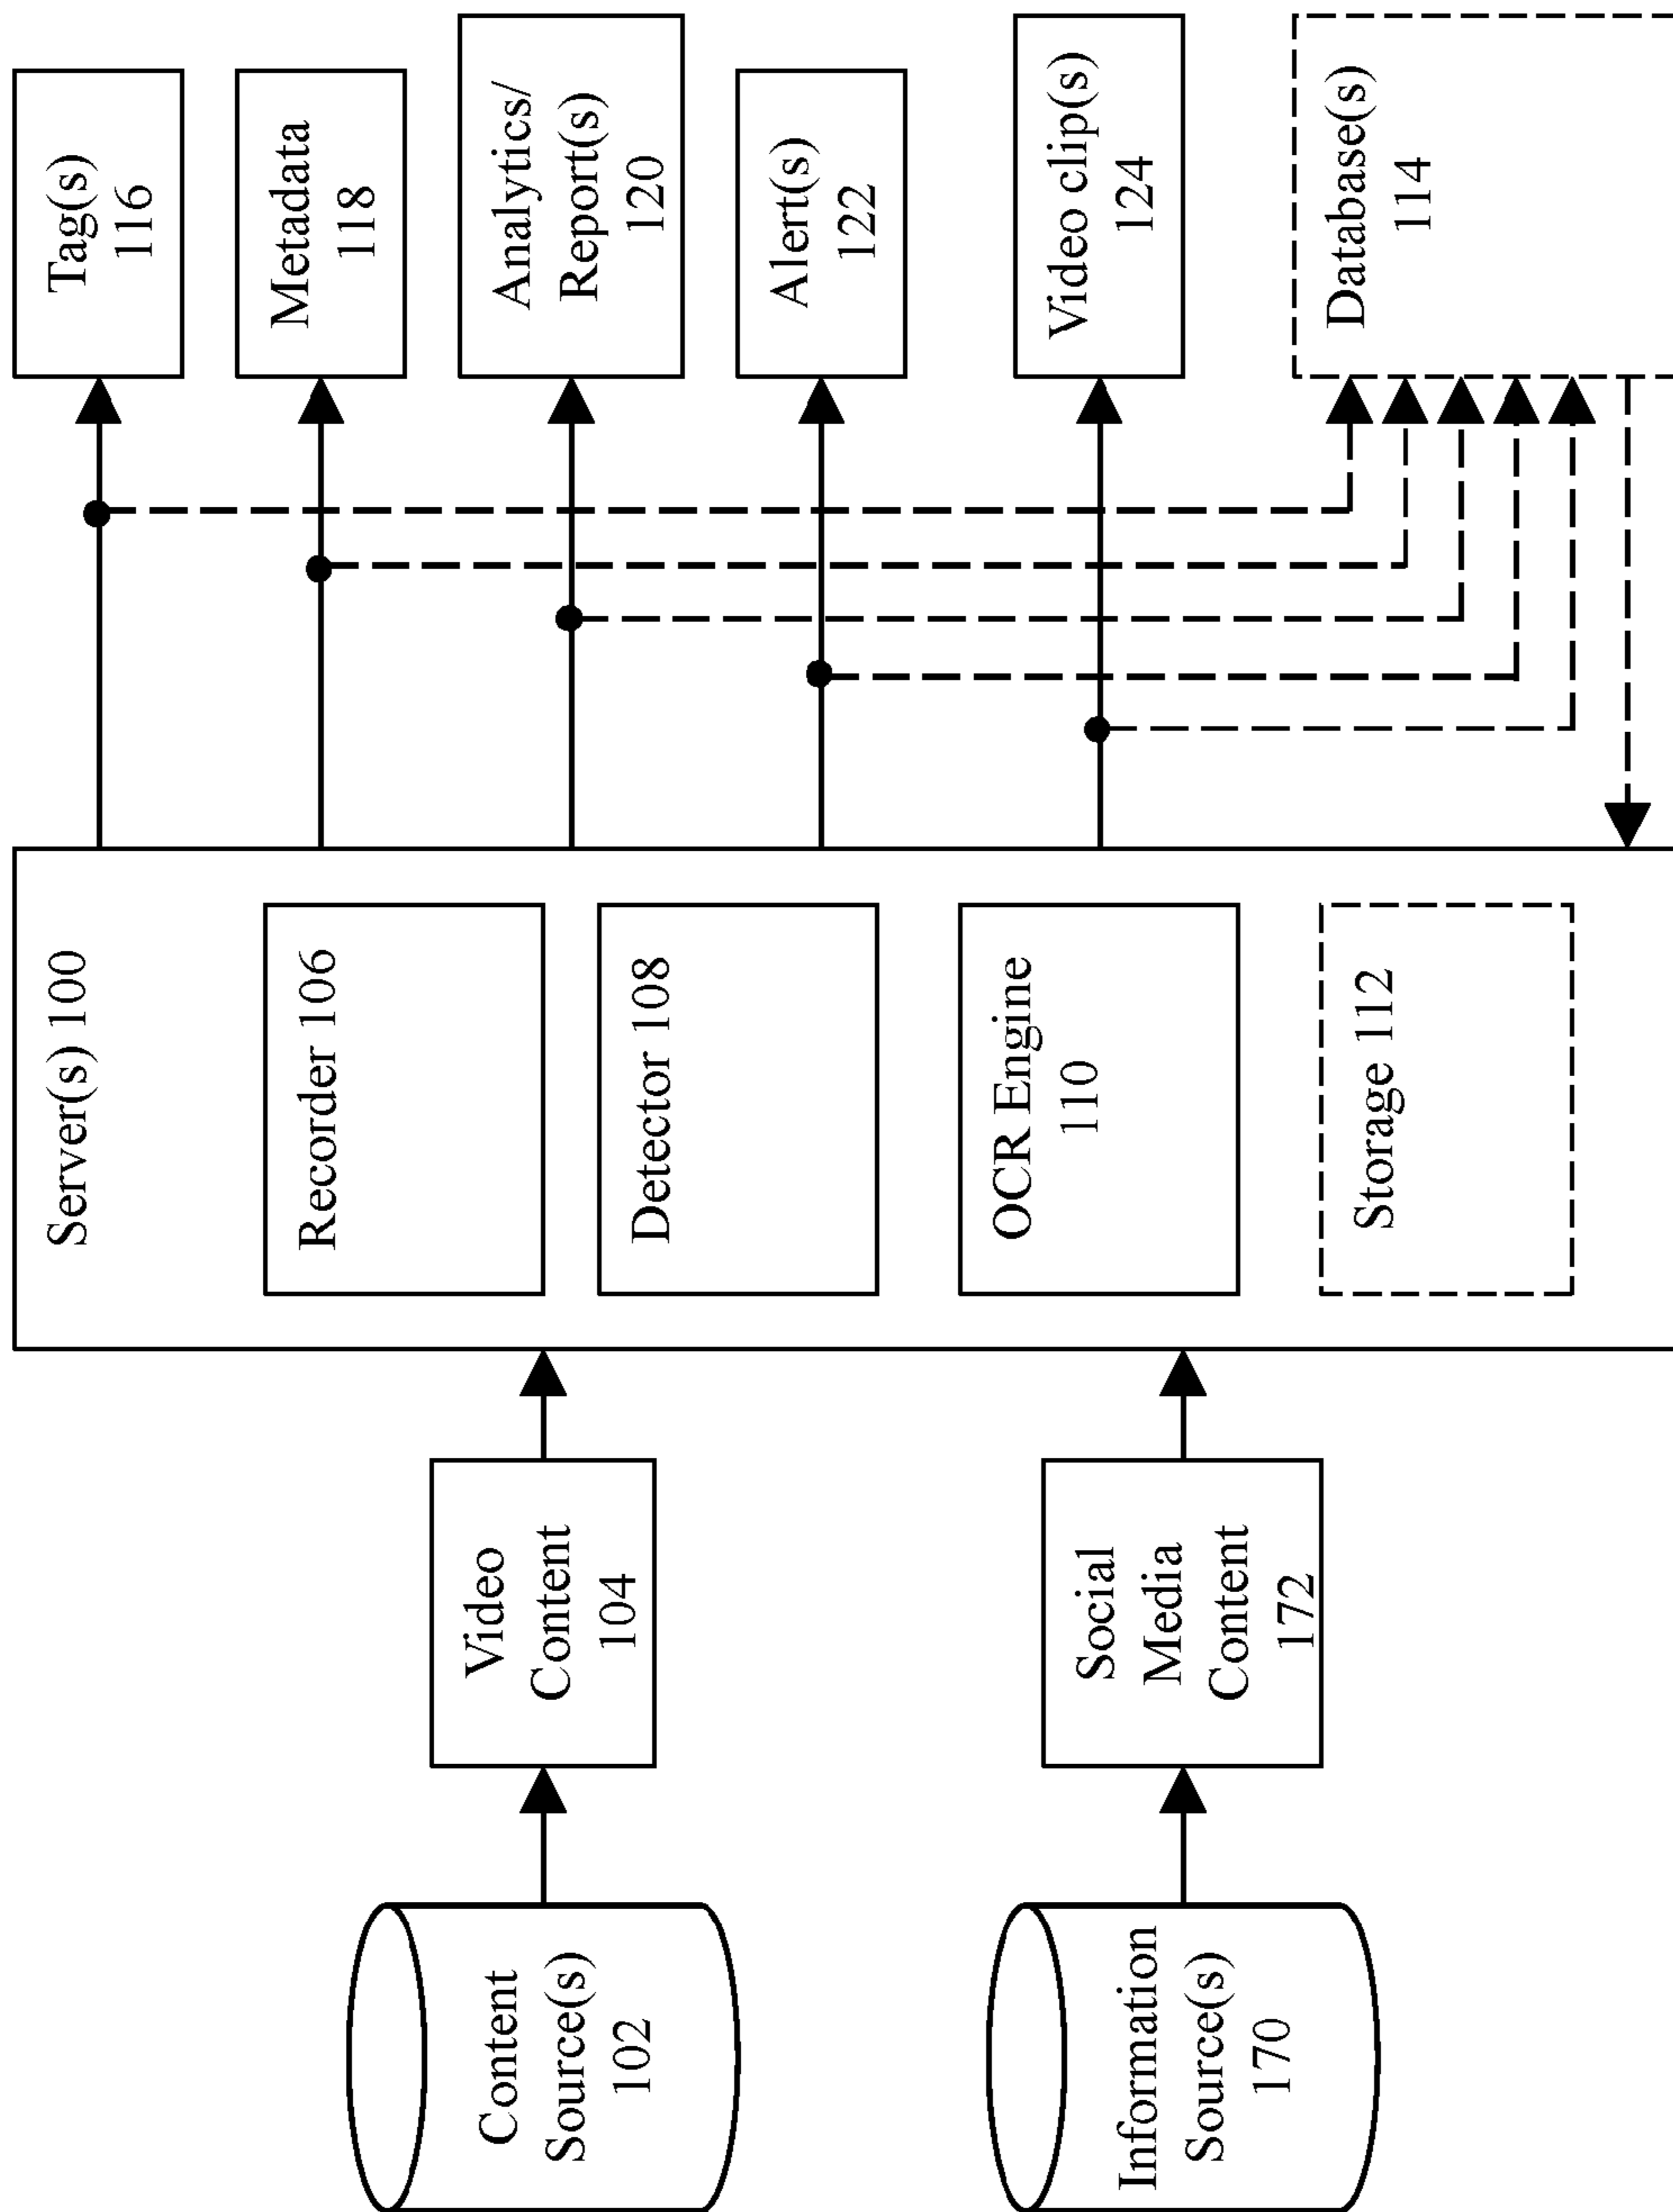 Content
Source(s)
102
Information
Source(s)
170
Video
Content
104
Social
Media
Content
172
Server(s) 100
Recorder 106
Detector 108
OCR Engine
110
Storage 112
Tag(s)
116
Metadata
118
Analytics/
Report(s)
120
Alert(s)
122
Video clip(s)
124
Database(s)
114